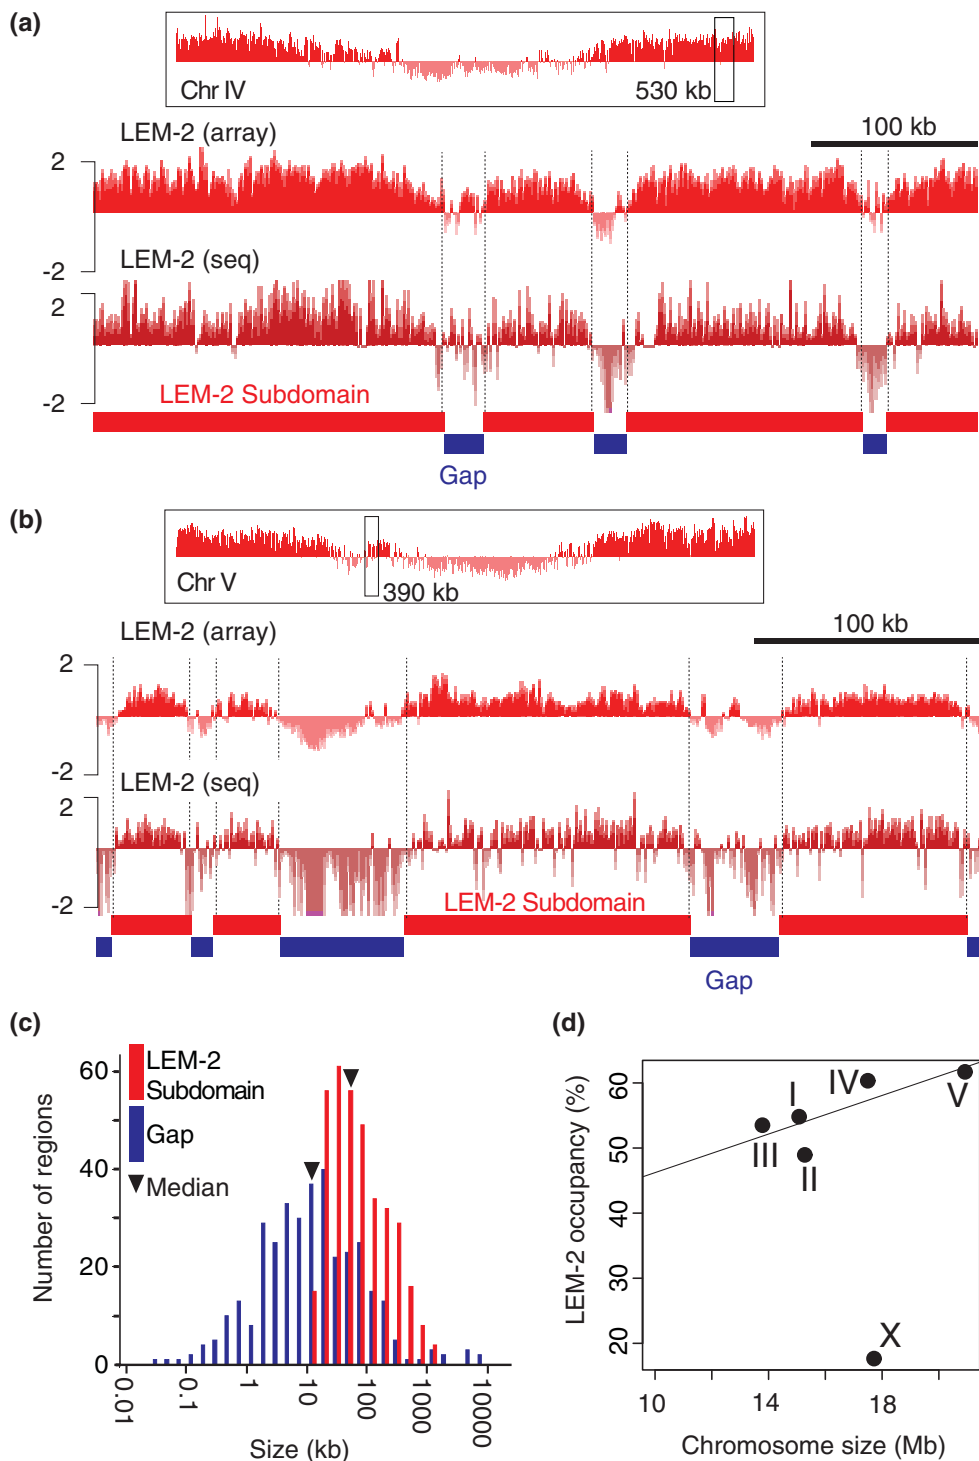 (a)
Chr IV
530 kb
LEM-2 (array)
100 kb
2
-2
LEM-2 (seq)
2
-2
LEM-2 Subdomain
Gap
(b)
Chr V
390 kb
LEM-2 (array)
100 kb
2
-2
LEM-2 (seq)
2
-2
LEM-2 Subdomain
Gap
(c)
LEM-2
Subdomain
Gap
Median
Number of regions
60
40
20
0
0.01
0.1
1
10
100
1000
10000
Size (kb)
(d)
LEM-2 occupancy (%)
60
50
40
30
20
I
II
III
IV
V
X
10
14
18
Chromosome size (Mb)